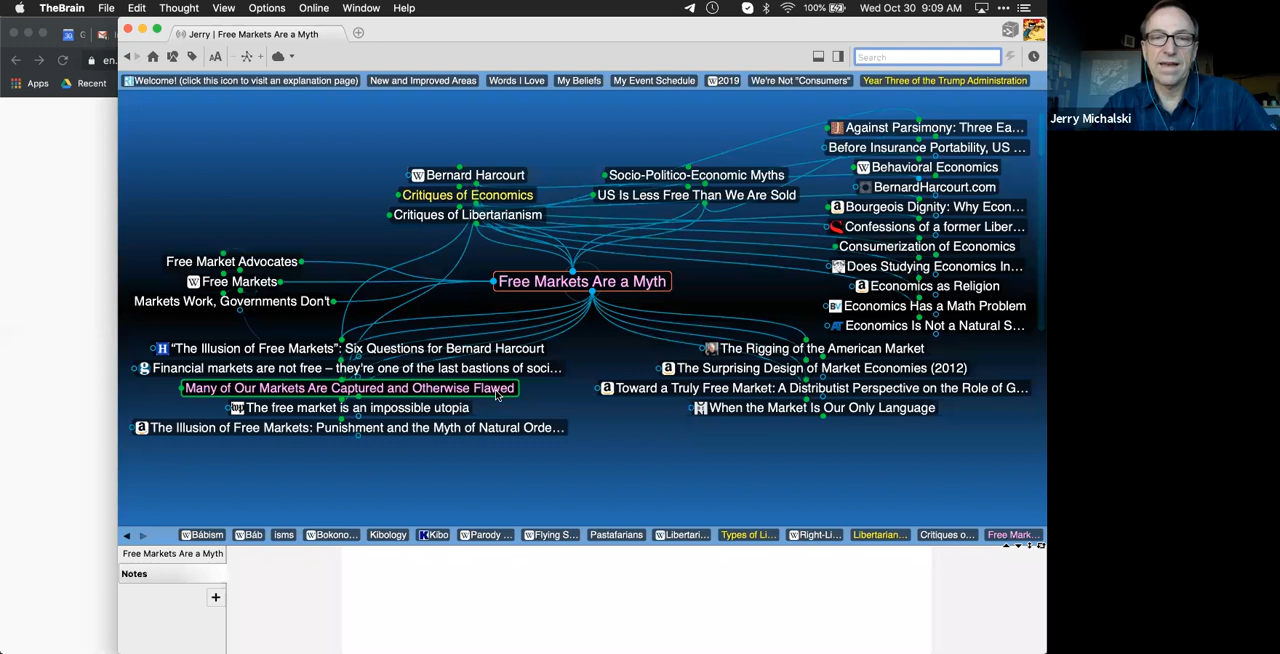 TheBrain File Edit Thought View Options Online Window Help 100% Wed Oct 30 9:09 AM
Jerry | Free Markets Are a Myth
en.
Search
Apps Recent
Welcome! (click this icon to visit an explanation page) New and Improved Areas Words I Love My Beliefs My Event Schedule 2019 We're Not "Consumers" Year Three of the Trump Administration
Jerry Michalski
Against Parsimony: Three Ea...
Before Insurance Portability, US ...
Behavioral Economics
BernardHarcourt.com
Bourgeois Dignity: Why Econ...
Confessions of a former Liber...
Consumerization of Economics
Does Studying Economics In...
Economics as Religion
Economics Has a Math Problem
Economics Is Not a Natural S...
Bernard Harcourt
Critiques of Economics
Critiques of Libertarianism
Socio-Politico-Economic Myths
US Is Less Free Than We Are Sold
Free Market Advocates
Free Markets
Markets Work, Governments Don't
Free Markets Are a Myth
"The Illusion of Free Markets": Six Questions for Bernard Harcourt
Financial markets are not free – they're one of the last bastions of soci...
Many of Our Markets Are Captured and Otherwise Flawed
The free market is an impossible utopia
The Illusion of Free Markets: Punishment and the Myth of Natural Orde...
The Rigging of the American Market
The Surprising Design of Market Economies (2012)
Toward a Truly Free Market: A Distributist Perspective on the Role of G...
When the Market Is Our Only Language
Bábism Báb isms Bokono... Kibology Kibo Parody ... Flying S... Pastafarians Libertari... Types of Li... Right-Li... Libertarian... Critiques o... Free Mark...
Free Markets Are a Myth
Notes